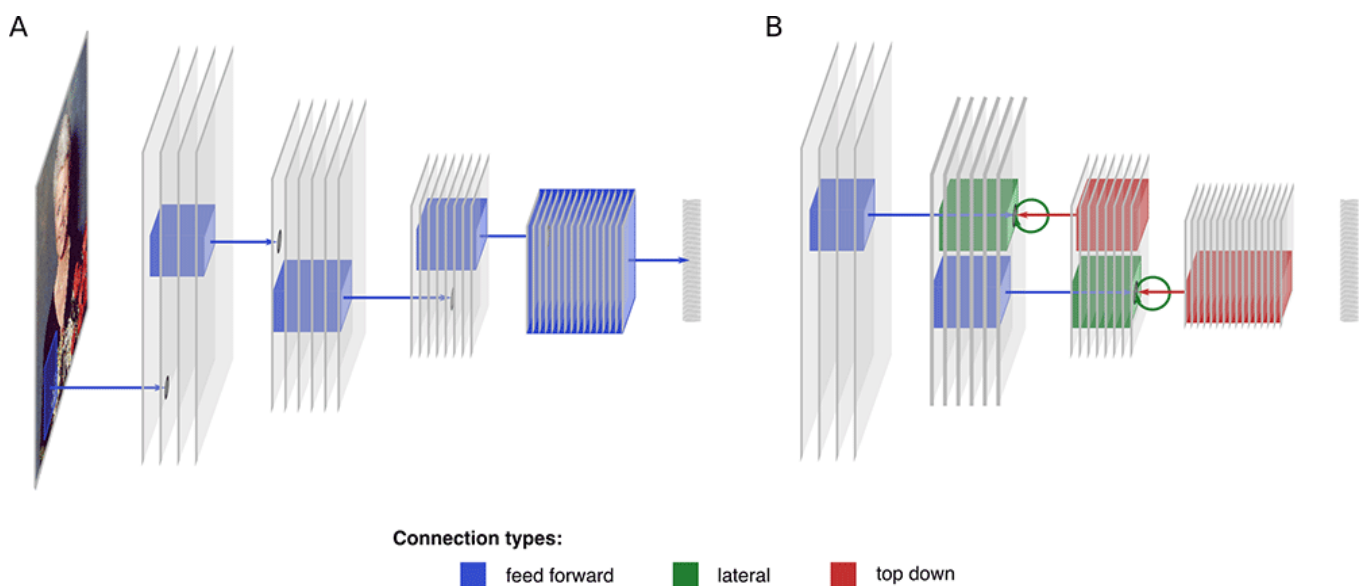 A
B
Connection types:
feed forward
lateral
top down